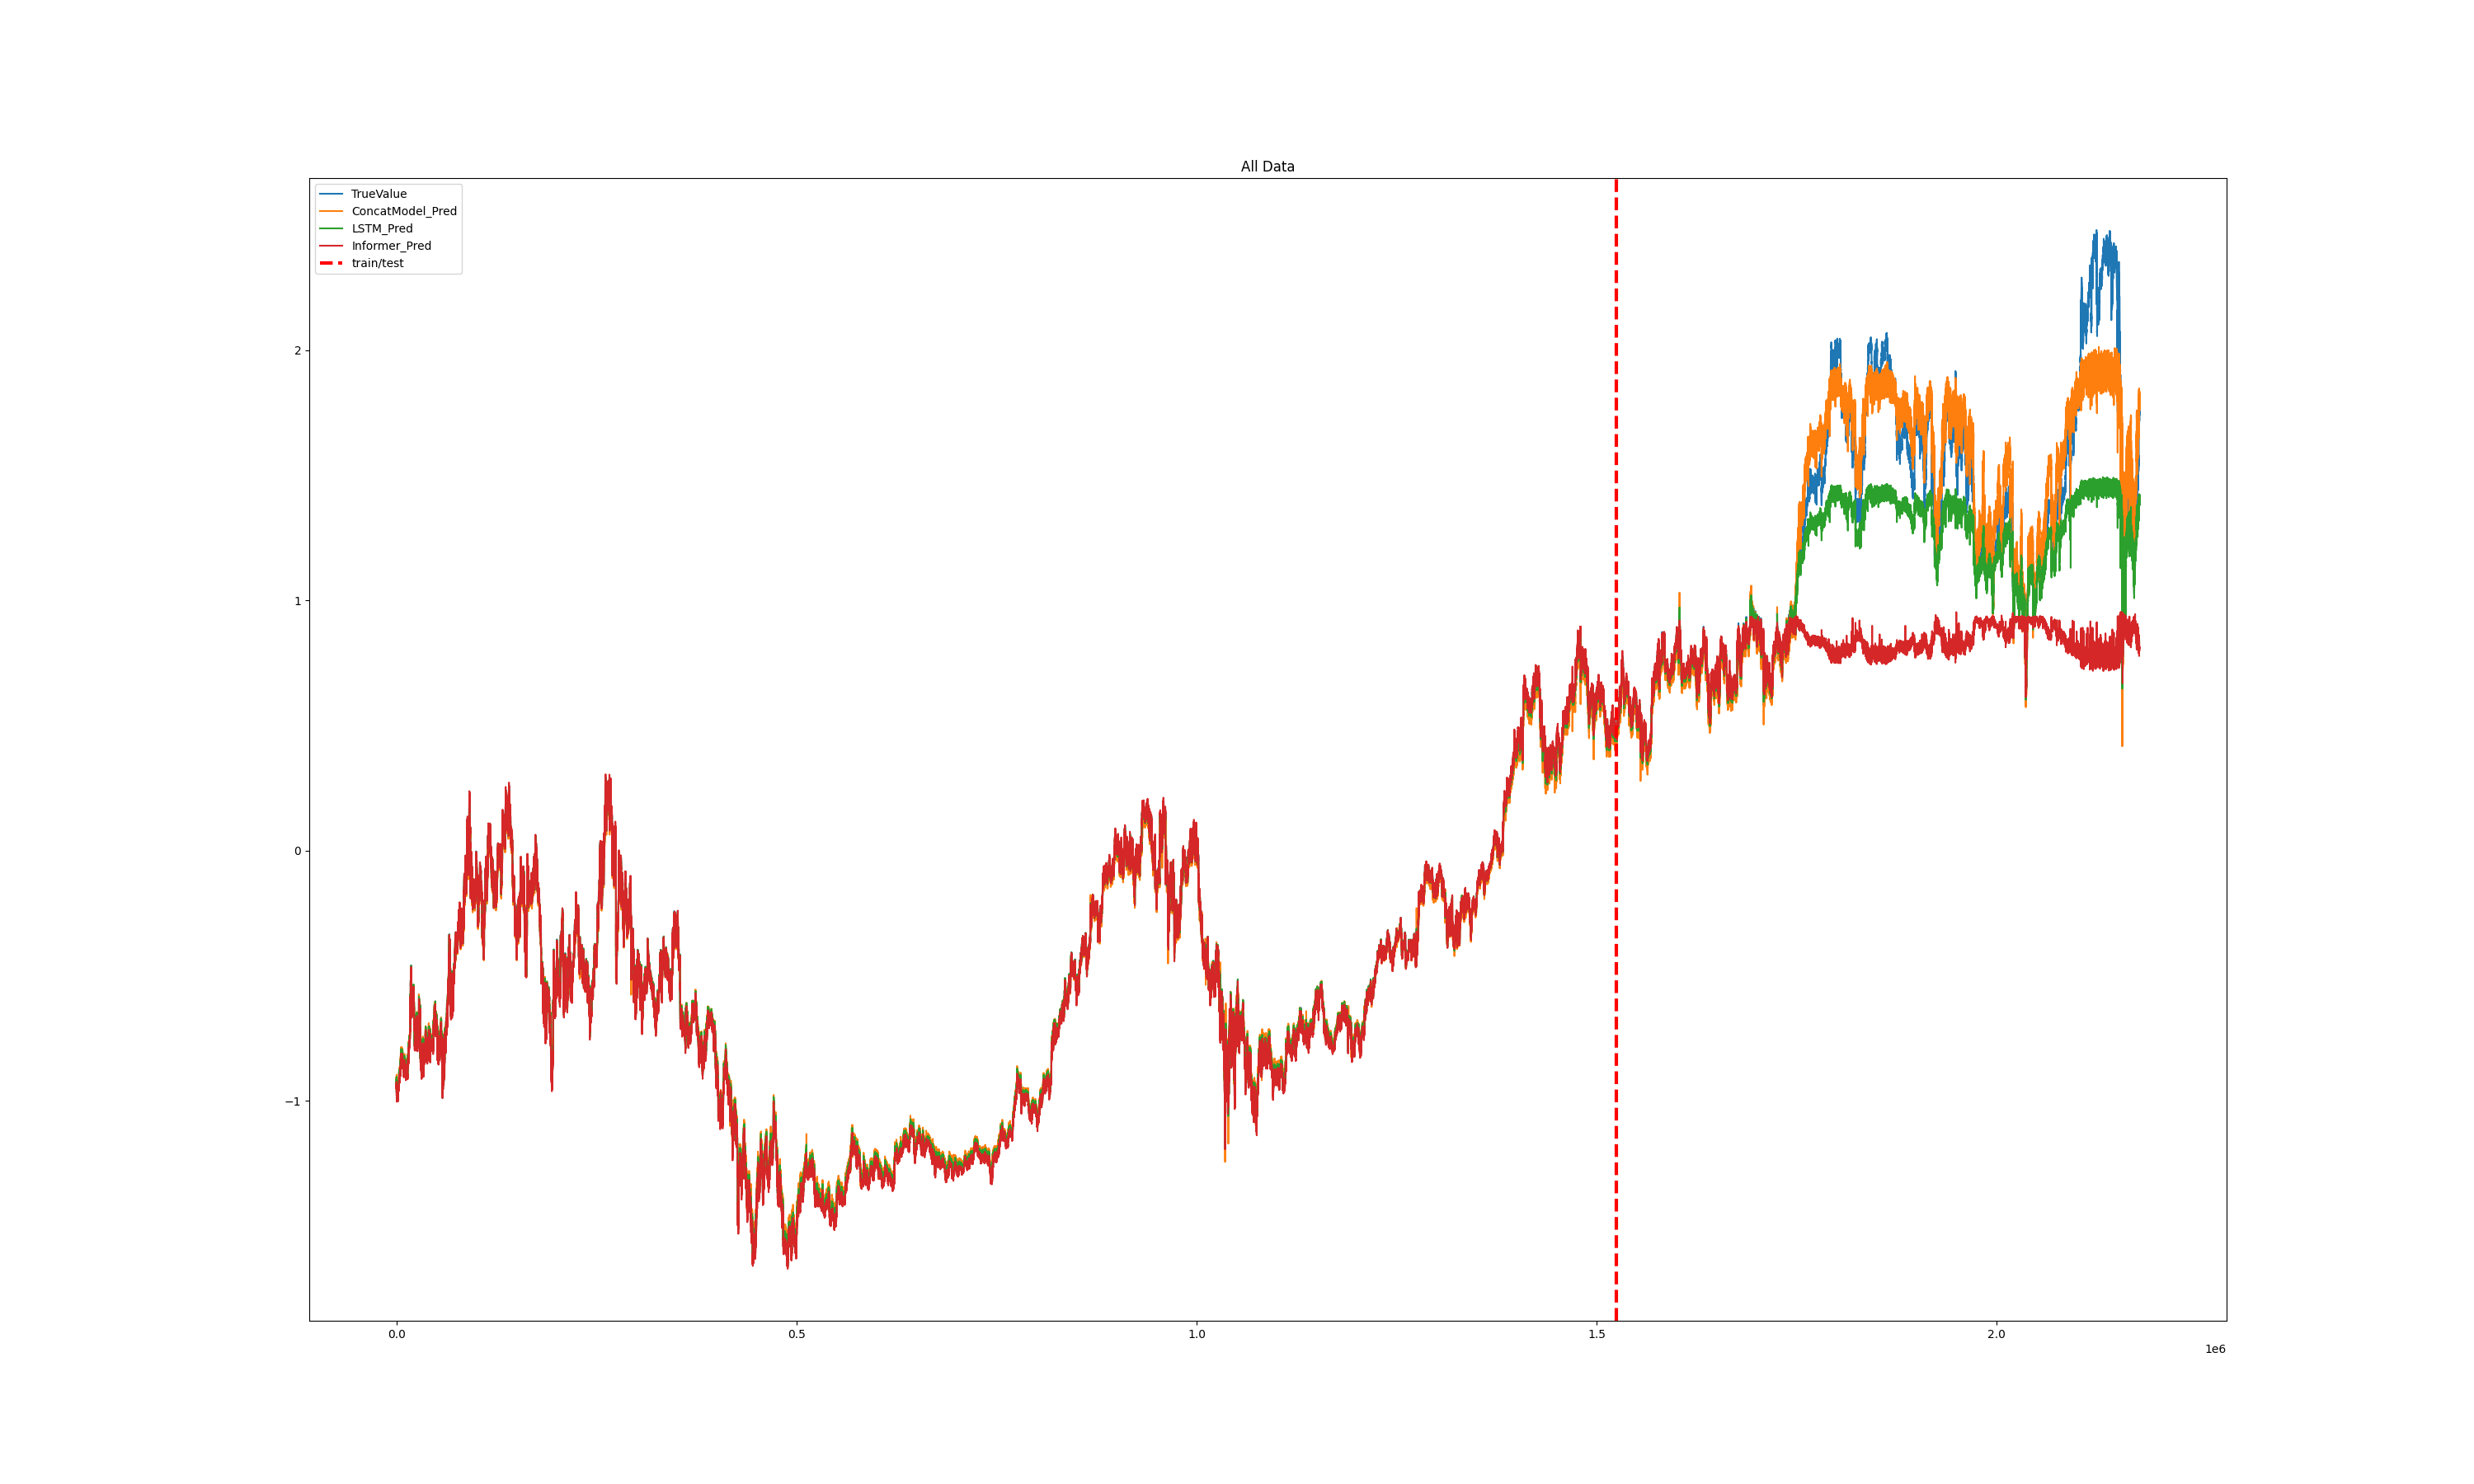 All Data
TrueValue
ConcatModel_Pred
LSTM_Pred
Informer_Pred
train/test
2
1
0
−1
0.0 0.5 1.0 1.5 2.0
1e6